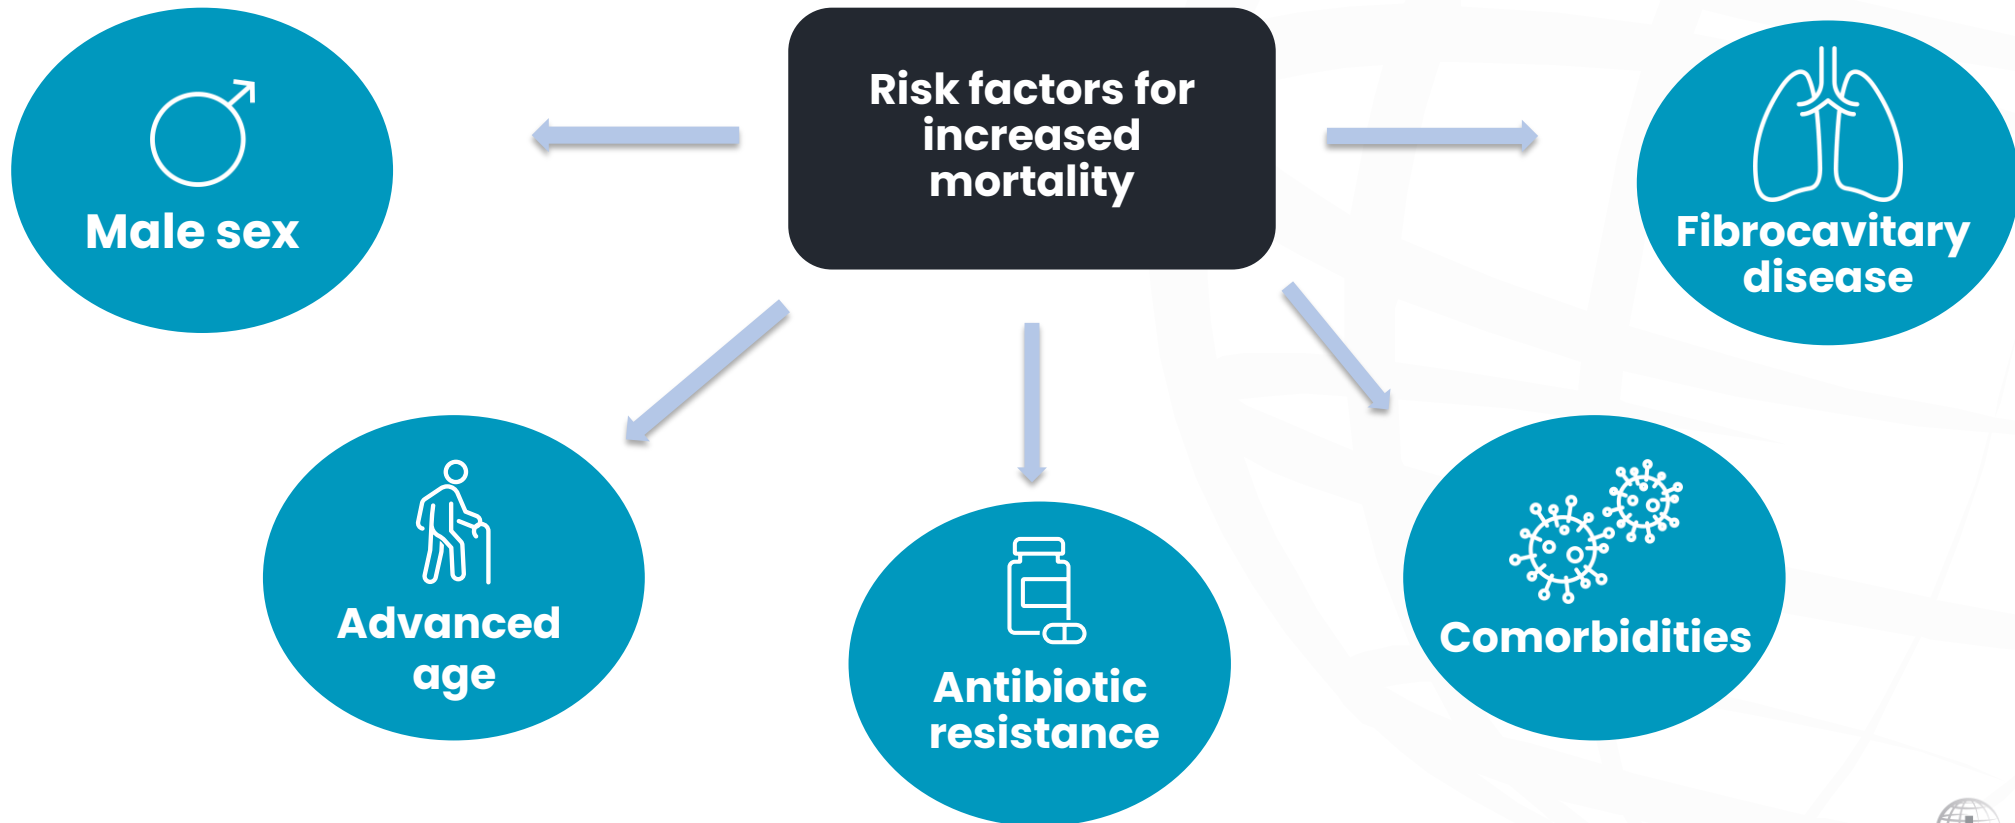 Risk factors for
increased
mortality
Male sex
Fibrocavitary
disease
Advanced
age
Antibiotic
resistance
Comorbidities